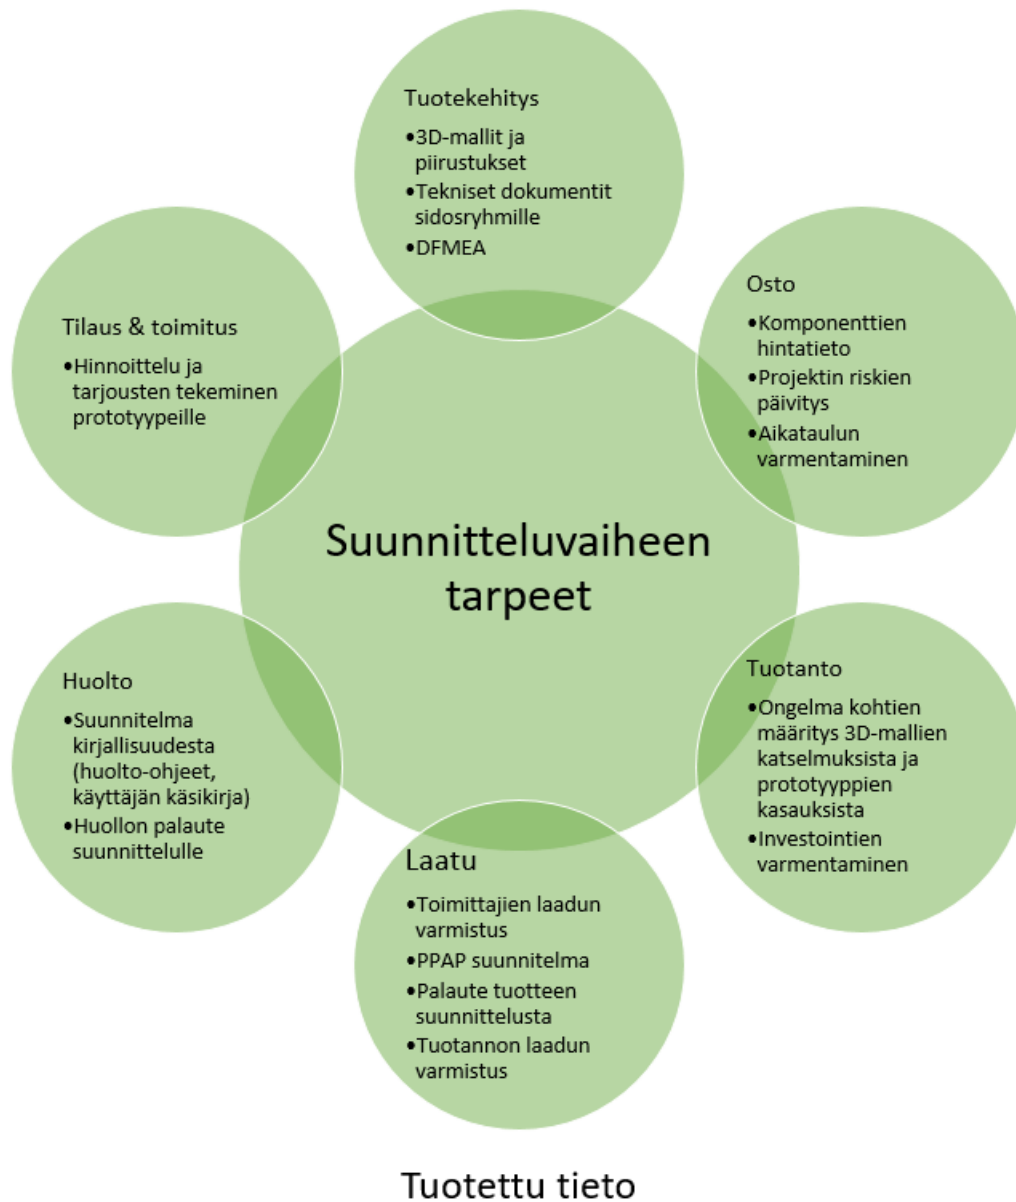 Tuotekehitys
•3D-mallit ja
piirustukset
•Tekniset dokumentit
sidosryhmille
•DFMEA
Osto
•Komponenttien
hintatieto
•Projektin riskien
päivitys
•Aikataulun
varmentaminen
Tuotanto
•Ongelma kohtien
määritys 3D-mallien
katselmuksista ja
prototyyppien
kasauksista
•Investointien
varmentaminen
Laatu
•Toimittajien laadun
varmistus
•PPAP suunnitelma
•Palaute tuotteen
suunnittelusta
•Tuotannon laadun
varmistus
Huolto
•Suunnitelma
kirjallisuudesta
(huolto-ohjeet,
käyttäjän käsikirja)
•Huollon palaute
suunnittelulle
Tilaus & toimitus
•Hinnoittelu ja
tarjousten tekeminen
prototyypeille
Suunnitteluvaiheen
tarpeet
Tuotettu tieto